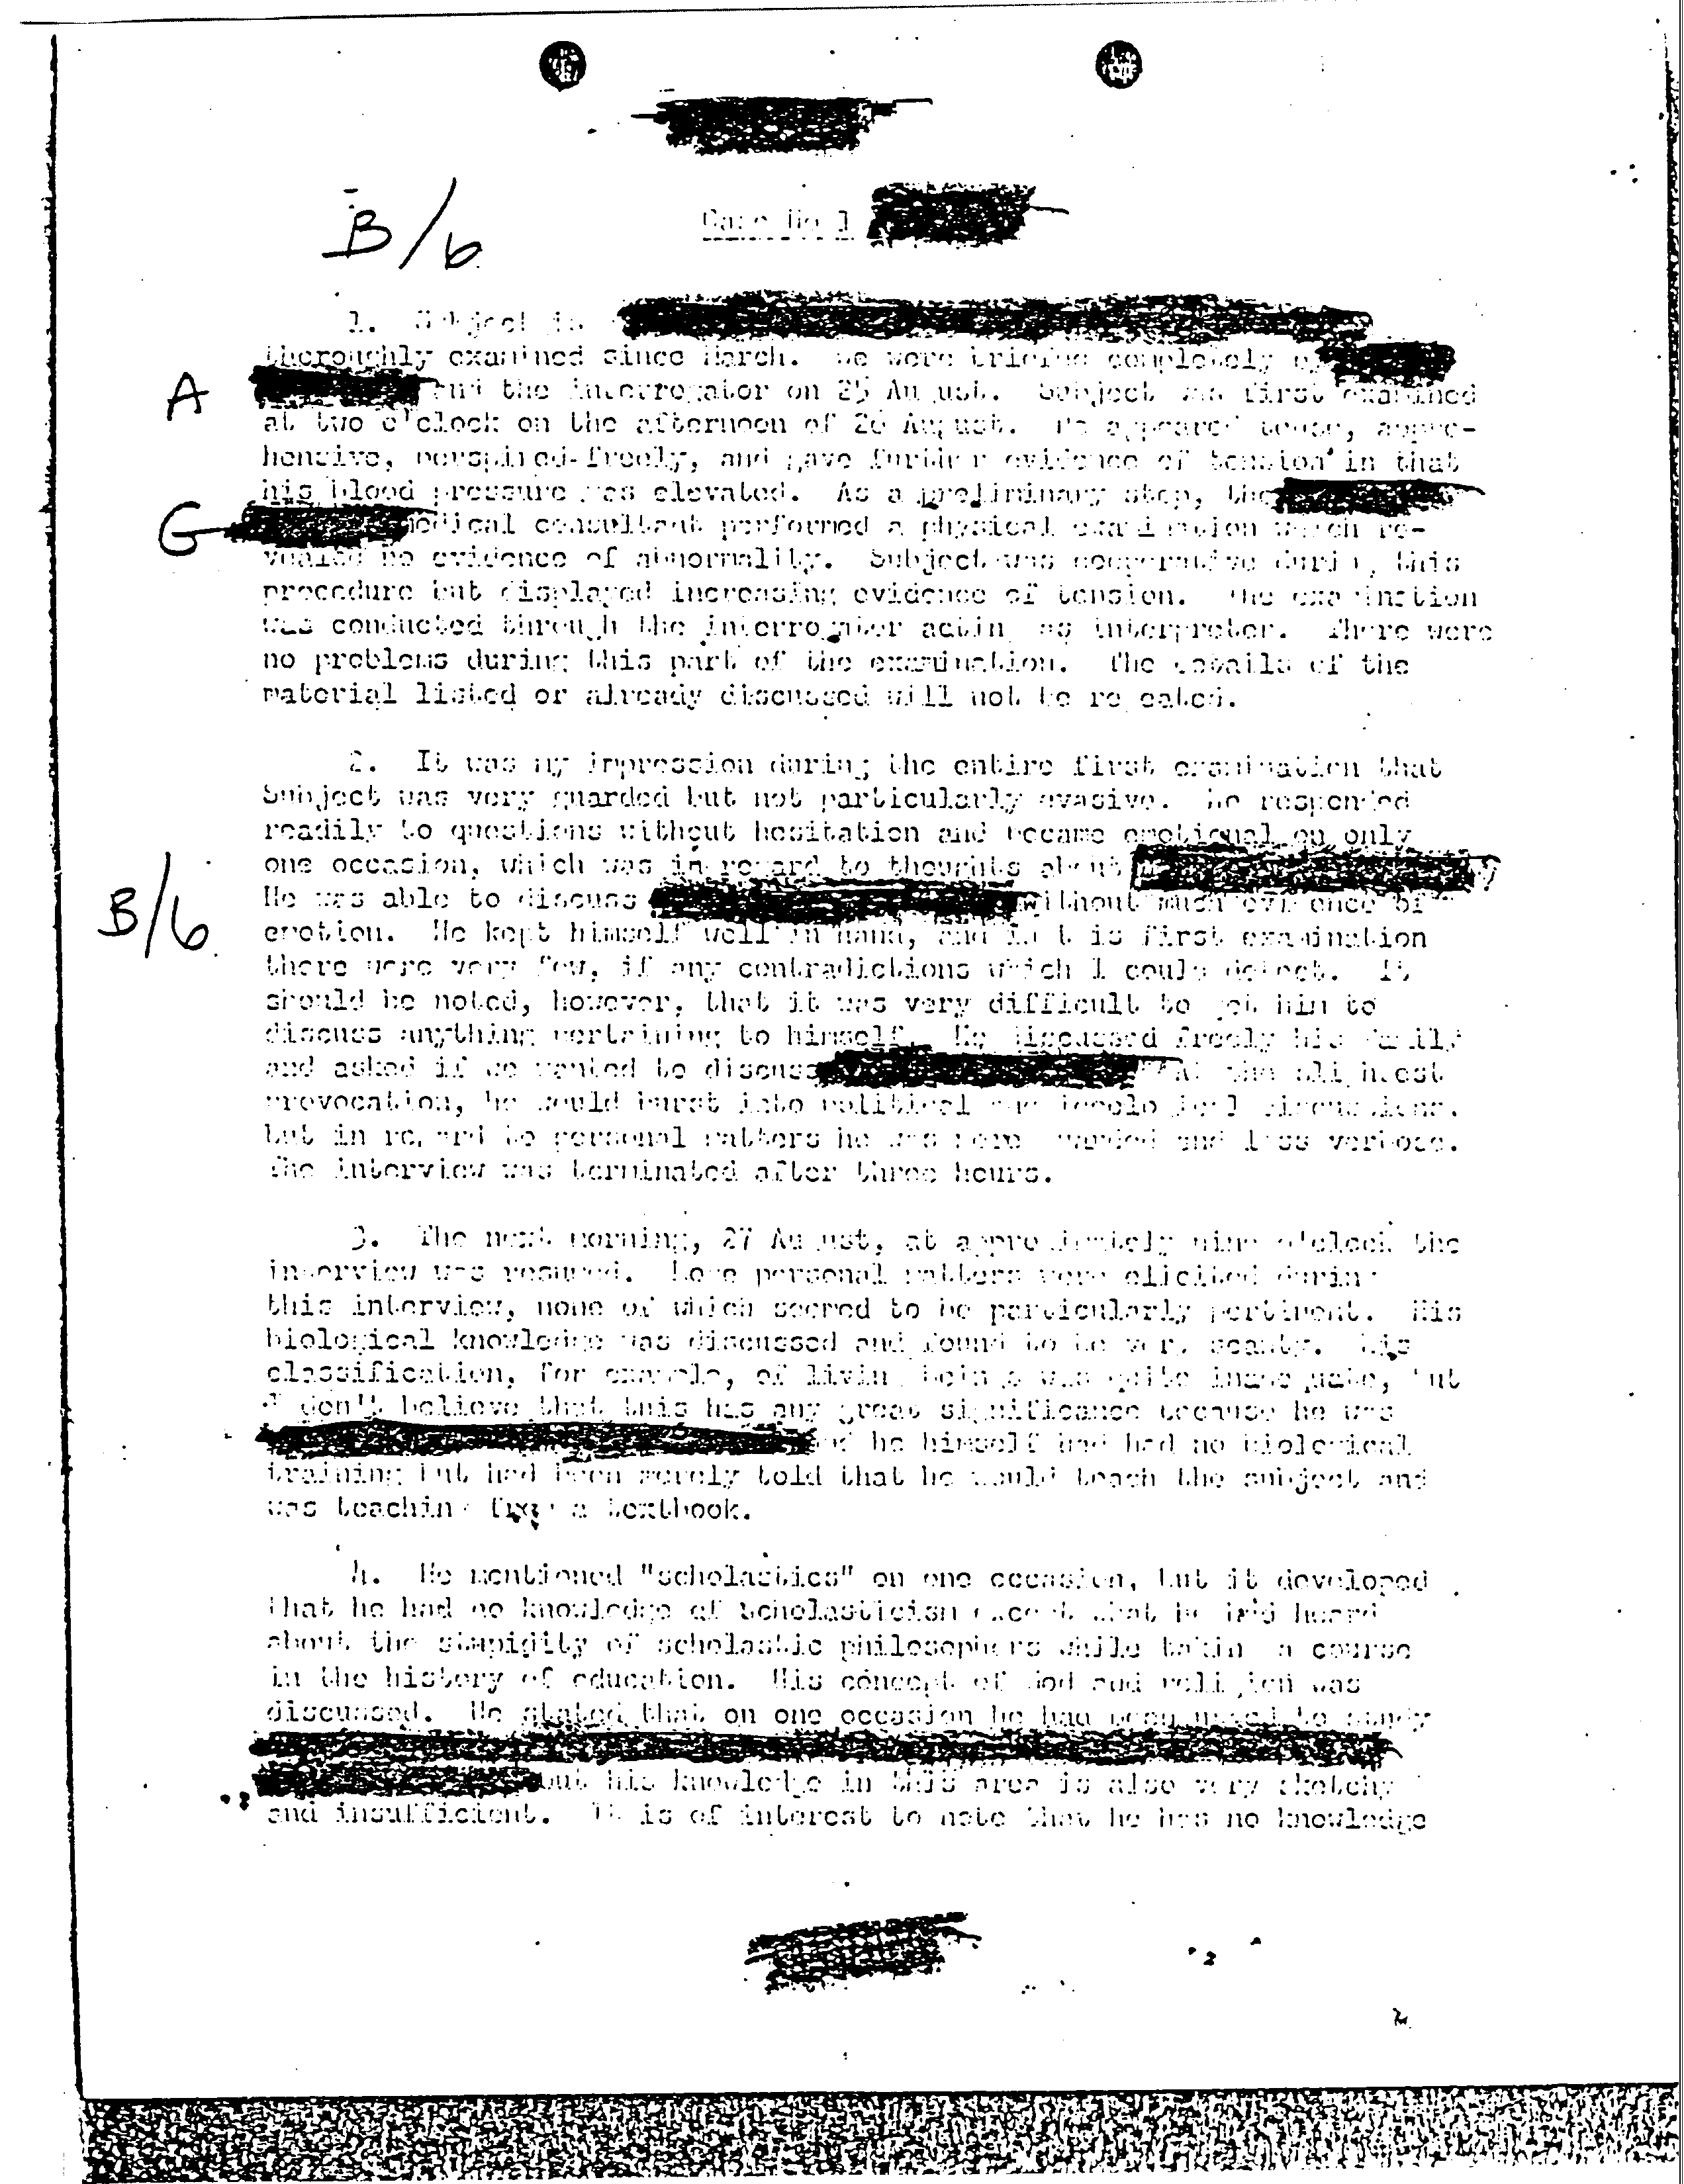 B/6
Case No 1
1. Subject is
thoroughly examined since March. We were briefed completely by
A
and the interrogator on 25 August. Subject was first examined
at two o'clock on the afternoon of 26 August. He appeared tense, appre-
hensive, perspired freely, and gave further evidence of tension in that
his blood pressure was elevated. As a preliminary step, the
G
medical consultant performed a physical examination which re-
vealed no evidence of abnormality. Subject was cooperative during this
procedure but displayed increasing evidence of tension. The examination
was conducted through the interrogator acting as interpreter. There were
no problems during this part of the examination. The details of the
material listed or already discussed will not be repeated.
2. It was my impression during the entire first examination that
Subject was very guarded but not particularly evasive. He responded
readily to questions without hesitation and became emotional on only
one occasion, which was in regard to thoughts about
B/6
He was able to discuss without much evidence of
emotion. He kept himself well in hand, and in this first examination
there were very few, if any contradictions which I could detect. It
should be noted, however, that it was very difficult to get him to
discuss anything pertaining to himself. He discussed freely his family
and asked if we wanted to discuss At the slightest
provocation, he would burst into political and discussions.
but in regard to personal matters he was more guarded and less verbose.
The interview was terminated after three hours.
3. The next morning, 27 August, at approximately nine o'clock the
interview was resumed. Some personal matters were elicited during
this interview, none of which seemed to be particularly pertinent. His
biological knowledge was discussed and found to be very scanty. His
classification, for example, of living beings was quite inadequate, but
I don't believe that this has any great significance because he was
he himself had had no biological
training but had been merely told that he would teach the subject and
was teaching from a textbook.
4. He mentioned "scholastics" on one occasion, but it developed
that he had no knowledge of Scholasticism except what he had heard
about the stupidity of scholastic philosophers while taking a course
in the history of education. His concept of God and religion was
discussed. He stated that on one occasion he had been to study
but his knowledge in this area is also very sketchy
and insufficient. It is of interest to note that he has no knowledge